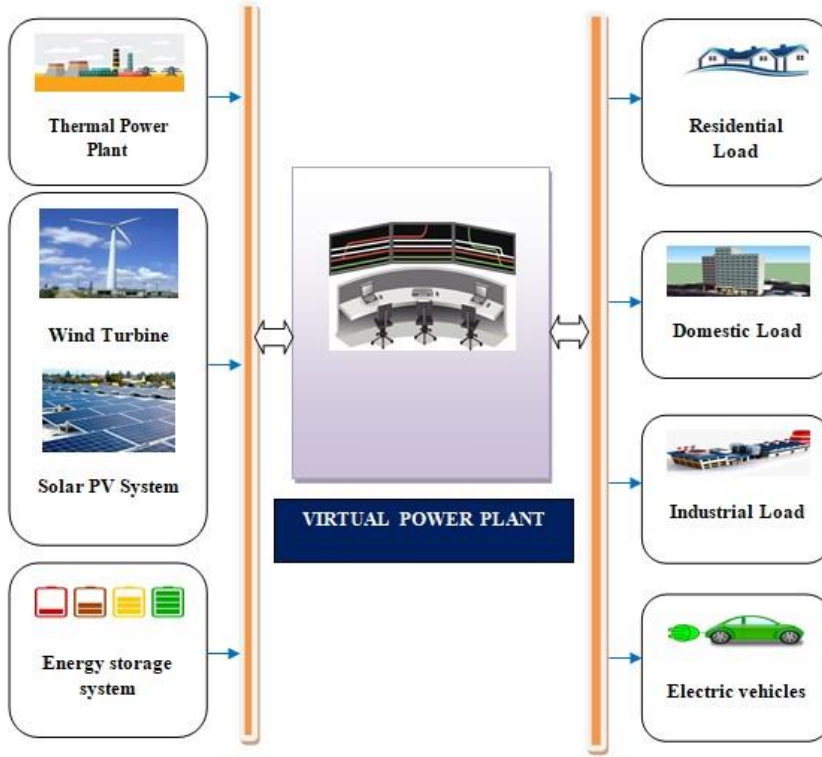 Thermal Power
Plant
Wind Turbine
Solar PV System
Energy storage
system
VIRTUAL POWER PLANT
Residential
Load
Domestic Load
Industrial Load
Electric vehicles